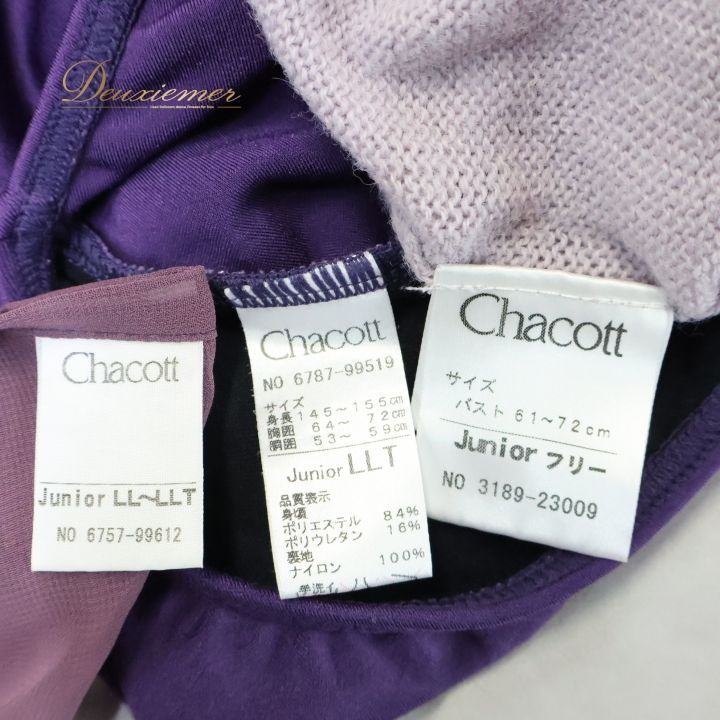 Deuxiemer
Chacott
Junior LL~LLT
NO 6757-99612
Chacott
NO 6787-99519
サイズ
身長 145~155cm
胸囲 64~ 72cm
胴囲 53~ 59cm
Junior LLT
品質表示
身頃
ポリエステル 84%
ポリウレタン 16%
裏地
ナイロン 100%
Chacott
サイズ
バスト 61~72cm
Junior フリー
NO 3189-23009